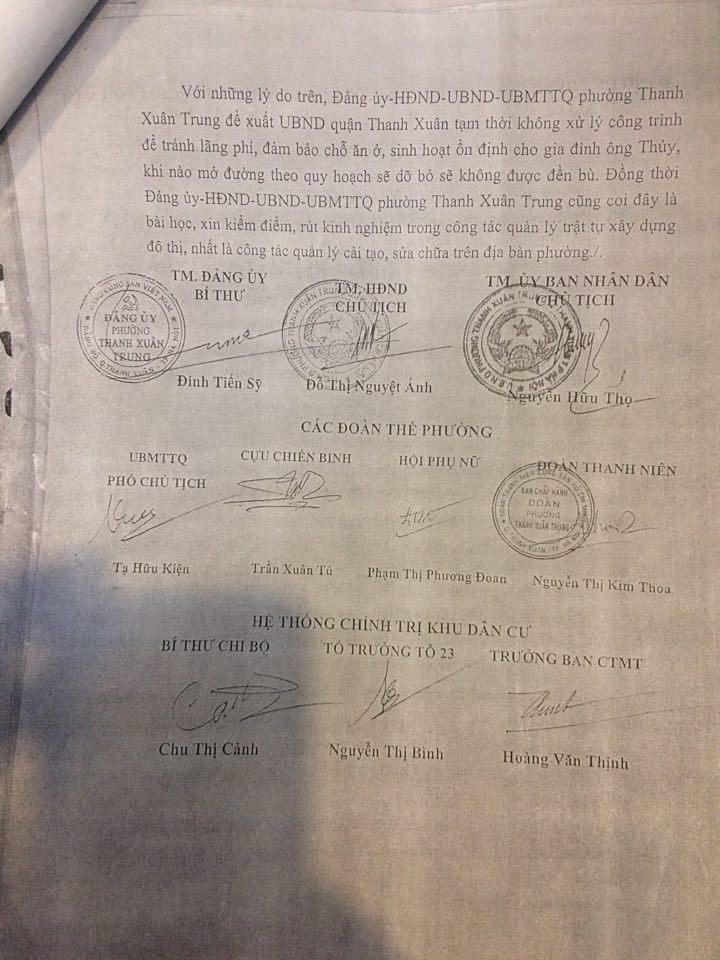 Với những lý do trên, Đảng ủy-HĐND-UBND-UBMTTQ phường Thanh
Xuân Trung đề xuất UBND quận Thanh Xuân tạm thời không xử lý công trình
để tránh lãng phí, đảm bảo chỗ ăn ở, sinh hoạt ổn định cho gia đình ông Thủy,
khi nào mở đường theo quy hoạch sẽ dỡ bỏ sẽ không được đền bù. Đồng thời
Đảng ủy-HĐND-UBND-UBMTTQ phường Thanh Xuân Trung cũng coi đây là
bài học, xin kiểm điểm, rút kinh nghiệm trong công tác quản lý trật tự xây dựng
đô thị, nhất là công tác quản lý cải tạo, sửa chữa trên địa bàn phường./.
TM. ĐẢNG ỦY TM. HĐND TM. ỦY BAN NHÂN DÂN
BÍ THƯ CHỦ TỊCH CHỦ TỊCH
ĐẢNG CỘNG SẢN VIỆT NAM
ĐẢNG ỦY
PHƯỜNG
THANH XUÂN
TRUNG
Đinh Tiến Sỹ Đỗ Thị Nguyệt Ánh Nguyễn Hữu Thọ
CÁC ĐOÀN THỂ PHƯỜNG
UBMTTQ CỰU CHIẾN BINH HỘI PHỤ NỮ ĐOÀN THANH NIÊN
PHÓ CHỦ TỊCH
BAN CHẤP HÀNH
ĐOÀN
PHƯỜNG
THANH XUÂN TRUNG
Tạ Hữu Kiện Trần Xuân Tú Phạm Thị Phương Đoan Nguyễn Thị Kim Thoa
HỆ THỐNG CHÍNH TRỊ KHU DÂN CƯ
BÍ THƯ CHI BỘ TỔ TRƯỞNG TỔ 23 TRƯỞNG BAN CTMT
Chu Thị Cảnh Nguyễn Thị Bình Hoàng Văn Thịnh